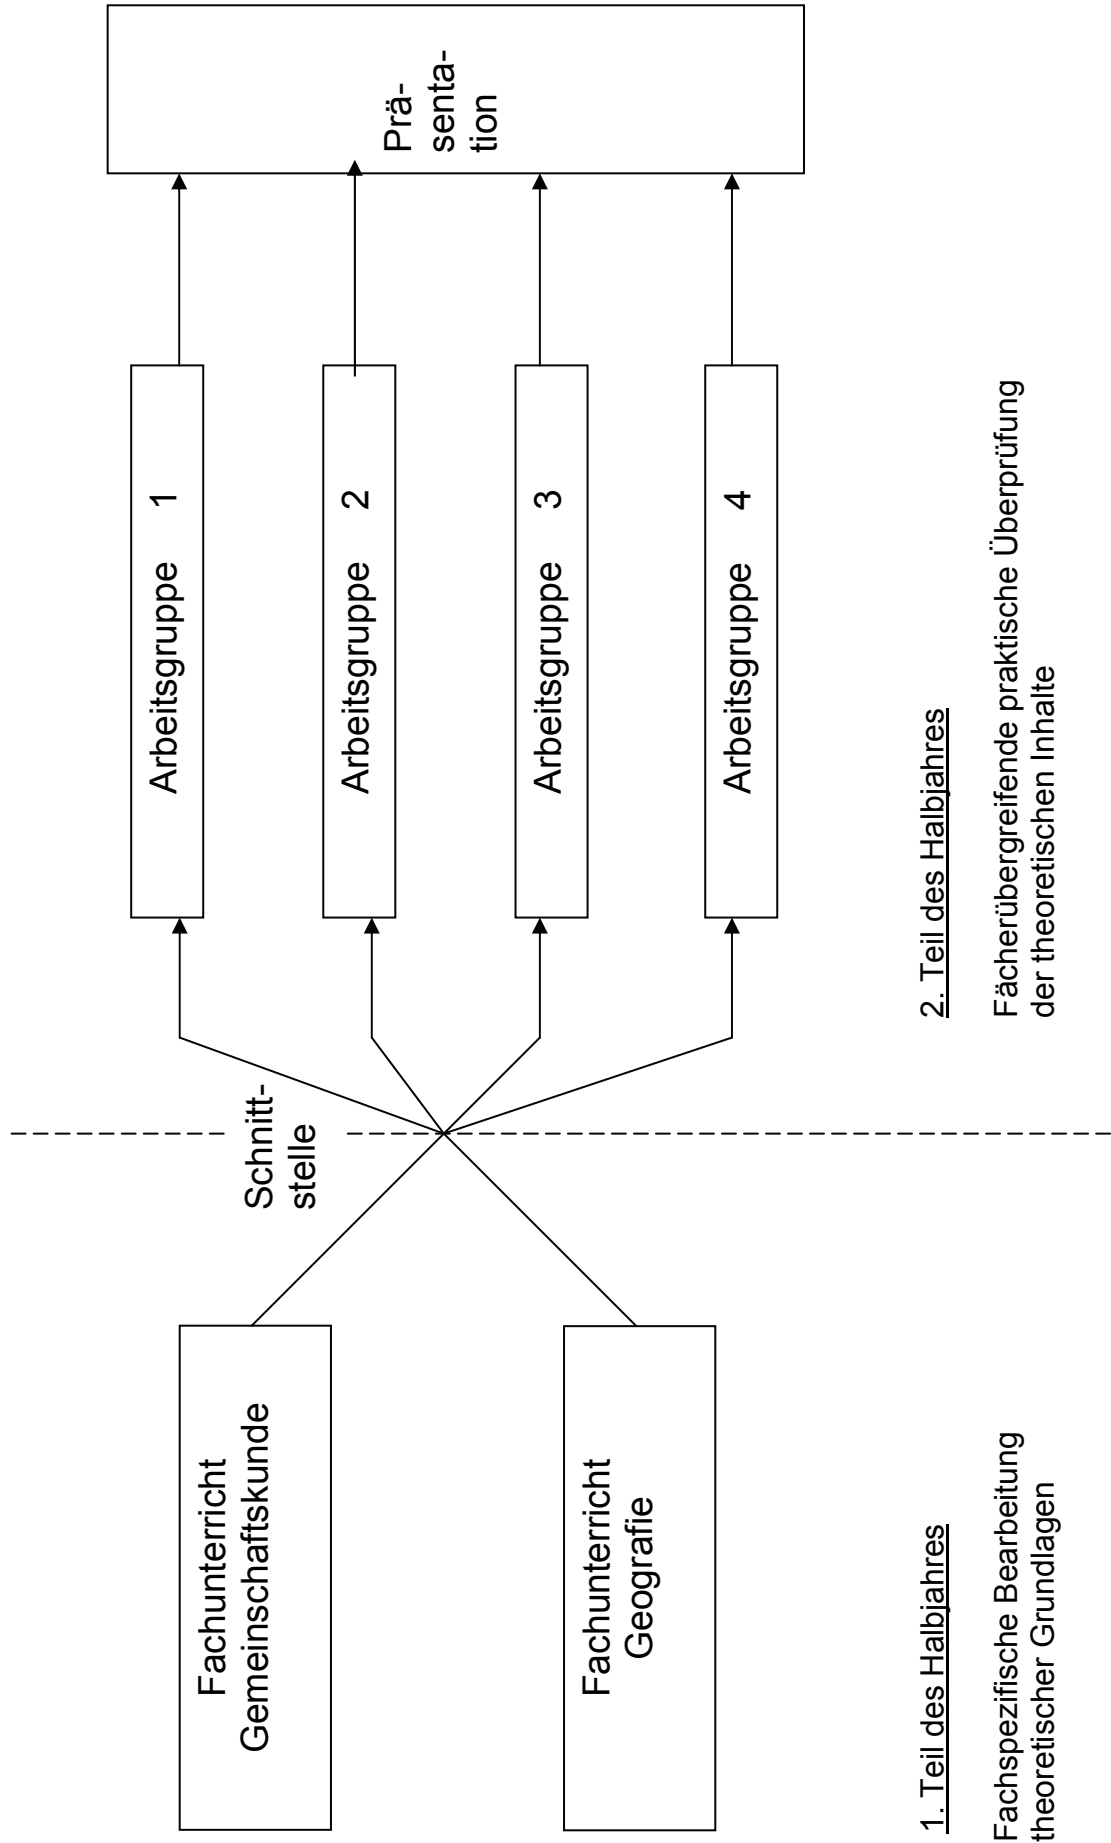 Fachunterricht
Gemeinschaftskunde
Fachunterricht
Geografie
Schnitt-
stelle
Arbeitsgruppe 1
Arbeitsgruppe 2
Arbeitsgruppe 3
Arbeitsgruppe 4
Prä-
senta-
tion
1. Teil des Halbjahres
Fachspezifische Bearbeitung
theoretischer Grundlagen
2. Teil des Halbjahres
Fächerübergreifende praktische Überprüfung
der theoretischen Inhalte